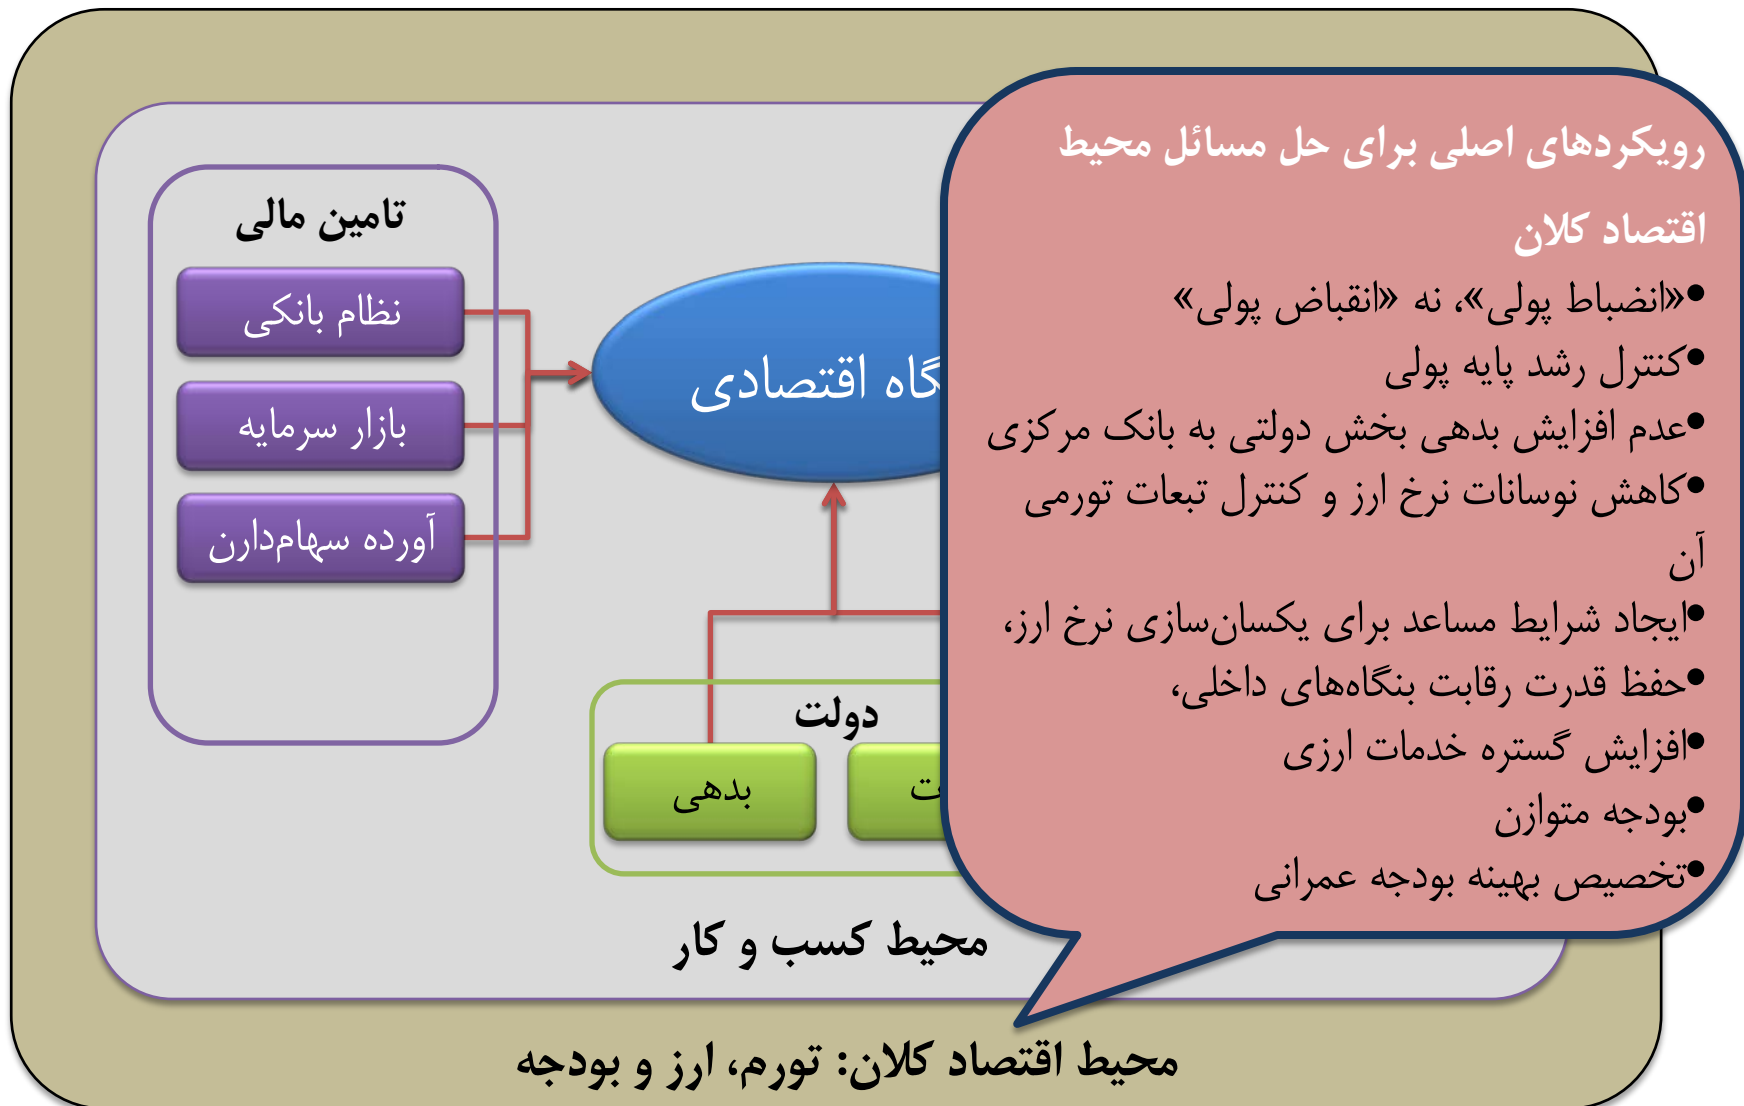 رویکردهای اصلی برای حل مسائل محیط
اقتصاد کلان
•«انضباط پولی»، نه «انقباض پولی»
•کنترل رشد پایه پولی
•عدم افزایش بدهی بخش دولتی به بانک مرکزی
•کاهش نوسانات نرخ ارز و کنترل تبعات تورمی
آن
•ایجاد شرایط مساعد برای یکسان‌سازی نرخ ارز،
•حفظ قدرت رقابت بنگاه‌های داخلی،
•افزایش گستره خدمات ارزی
•بودجه متوازن
•تخصیص بهینه بودجه عمرانی
اقتصادی
تامین مالی
نظام بانکی
بازار سرمایه
آورده سهام‌دارن
دولت
بدهی
محیط کسب و کار
محیط اقتصاد کلان: تورم، ارز و بودجه